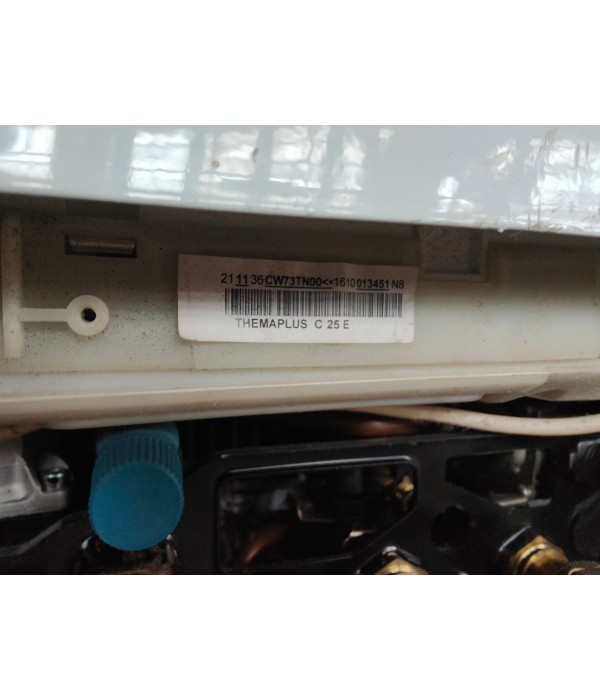 211136CW73TN00<<1610013451N8
THEMAPLUS C 25 E